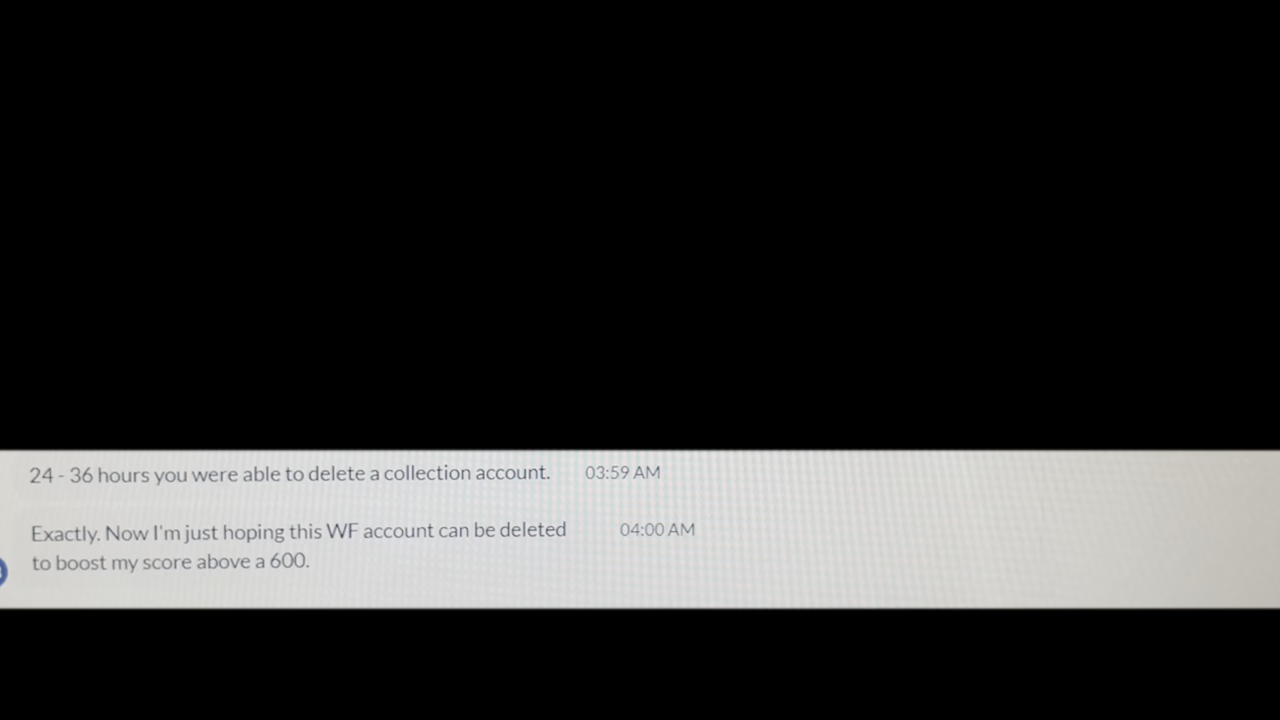 24 - 36 hours you were able to delete a collection account. 03:59 AM
Exactly. Now I'm just hoping this WF account can be deleted 04:00 AM
to boost my score above a 600.